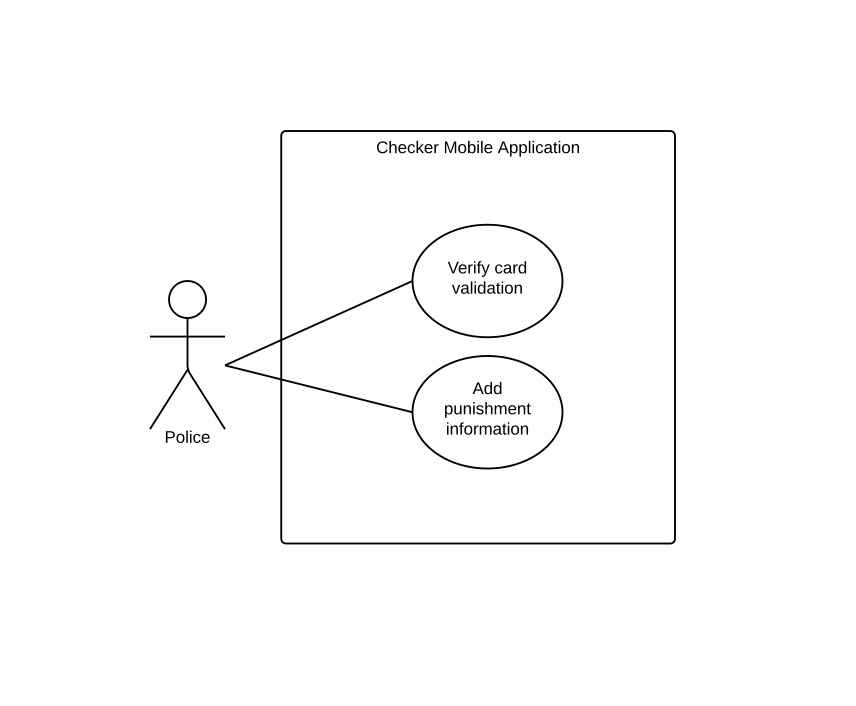 Checker Mobile Application
Verify card
validation
Add
punishment
information
Police